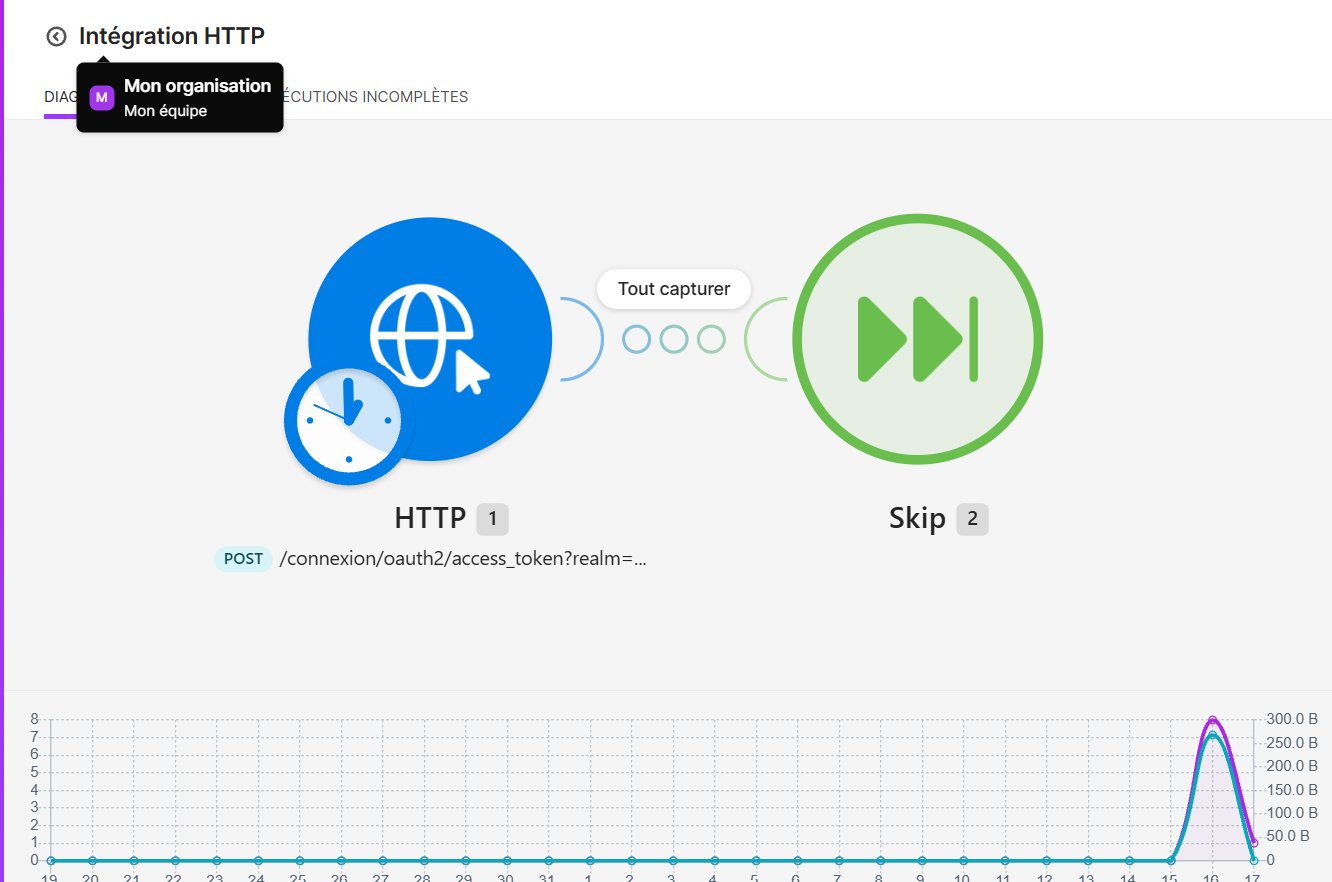 Intégration HTTP
M
Mon organisation
Mon équipe
DIAG
ÉCUTIONS INCOMPLÈTES
Tout capturer
HTTP 1
Skip 2
POST /connexion/oauth2/access_token?realm=...
8
7
6
5
4
3
2
1
0
300.0 B
250.0 B
200.0 B
150.0 B
100.0 B
50.0 B
0
19 20 21 22 23 24 25 26 27 28 29 30 31 1 2 3 4 5 6 7 8 9 10 11 12 13 14 15 16 17